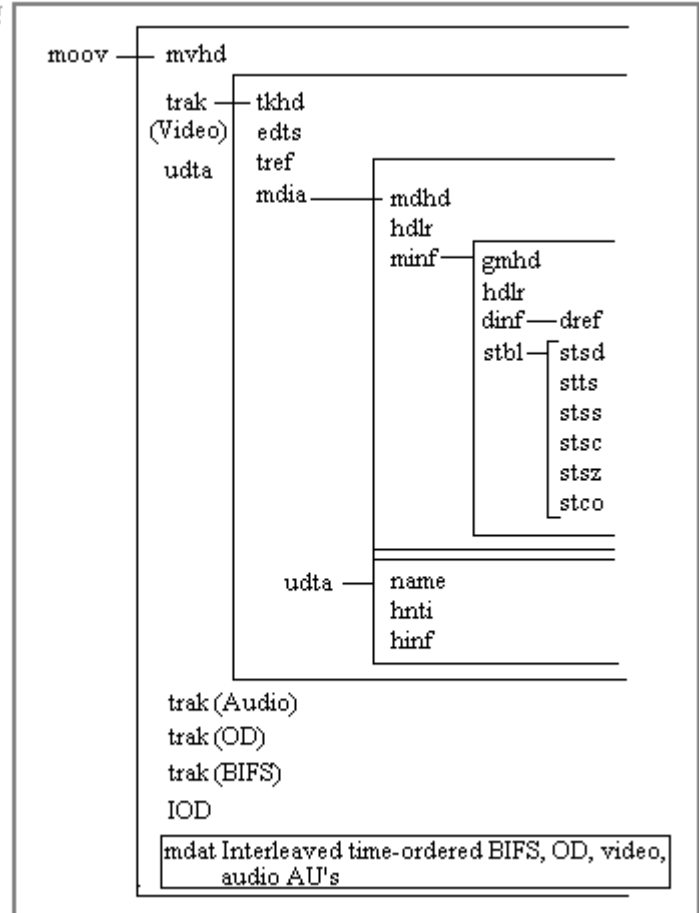 moov mvhd
trak tkhd
(Video) edts
udta tref
mdia mdhd
hdlr
minf gmhd
hdlr
dinf dref
stbl stsd
stts
stss
stsc
stsz
stco
udta name
hnti
hinf
trak (Audio)
trak (OD)
trak (BIFS)
IOD
mdat Interleaved time-ordered BIFS, OD, video,
audio AU's